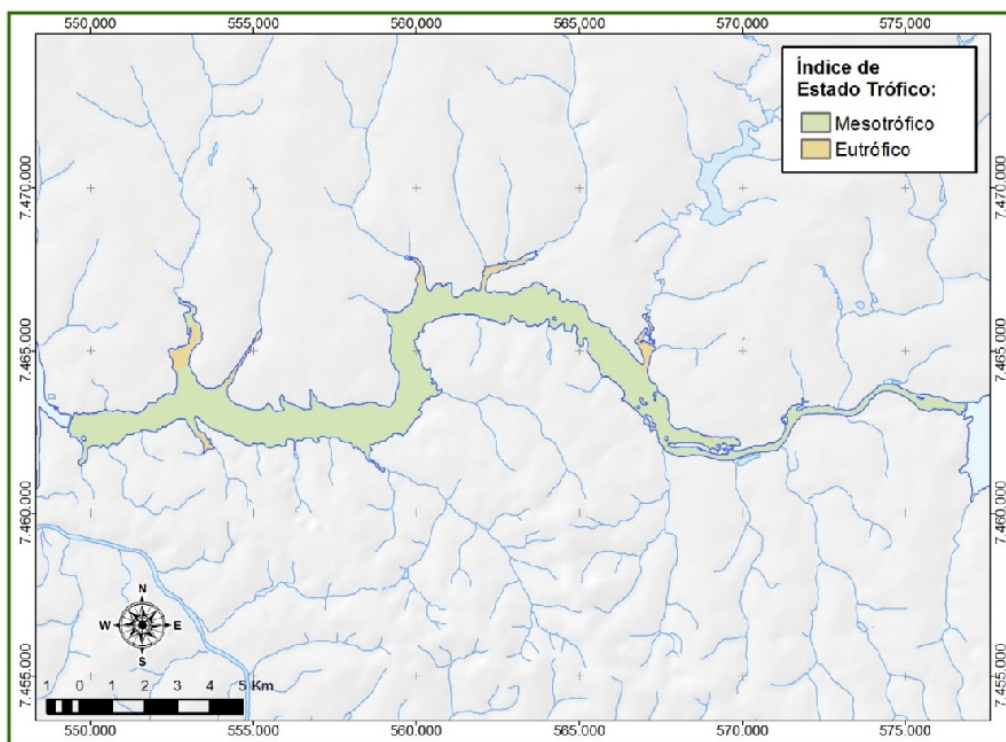 550.000 555.000 560.000 565.000 570.000 575.000
Índice de
Estado Trófico:
Mesotrófico
Eutrófico
7.470.000 7.470.000
7.465.000 7.465.000
7.460.000 7.460.000
7.455.000 7.455.000
N
W E
S
1 0 1 2 3 4 5 Km
550.000 555.000 560.000 565.000 570.000 575.000